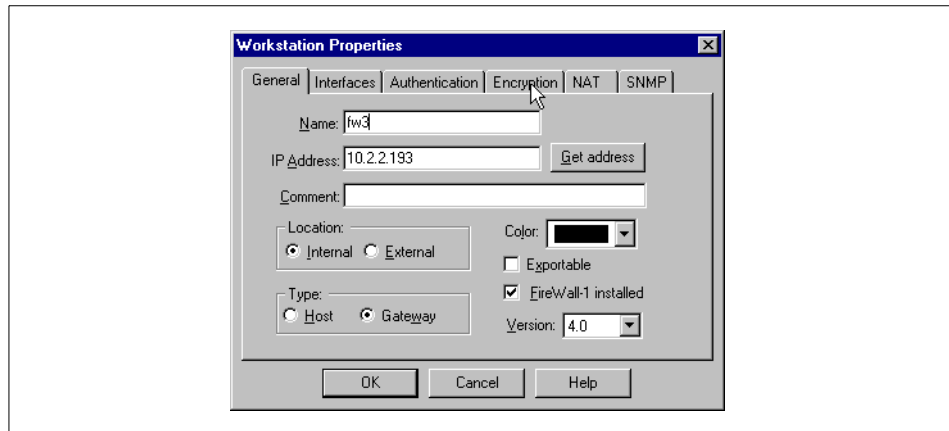 Workstation Properties
General Interfaces Authentication Encryption NAT SNMP
Name: fw3
IP Address: 10.2.2.193 Get address
Comment:
Location: Color:
Internal External
Exportable
Type: FireWall-1 installed
Host Gateway
Version: 4.0
OK Cancel Help